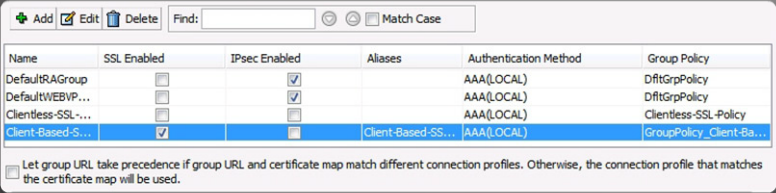 Add Edit Delete Find: Match Case
Name SSL Enabled IPsec Enabled Aliases Authentication Method Group Policy
DefaultRAGroup AAA(LOCAL) DfltGrpPolicy
DefaultWEBVP... AAA(LOCAL) DfltGrpPolicy
Clientless-SSL-... AAA(LOCAL) Clientless-SSL-Policy
Client-Based-S... Client-Based-SS... AAA(LOCAL) GroupPolicy_Client-Ba...
Let group URL take precedence if group URL and certificate map match different connection profiles. Otherwise, the connection profile that matches
the certificate map will be used.